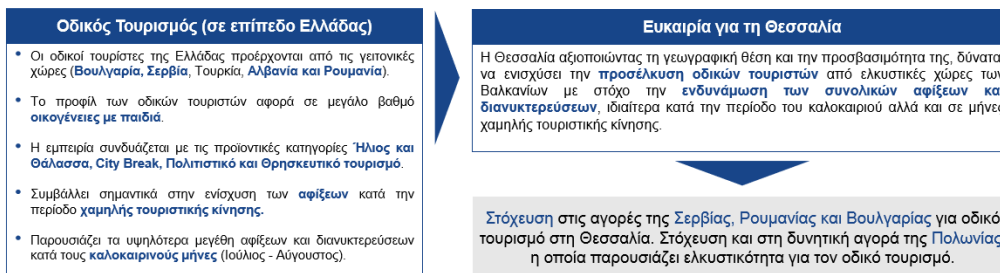 Οδικός Τουρισμός (σε επίπεδο Ελλάδας)
• Οι οδικοί τουρίστες της Ελλάδας προέρχονται από τις γειτονικές
χώρες (Βουλγαρία, Σερβία, Τουρκία, Αλβανία και Ρουμανία).
• Το προφίλ των οδικών τουριστών αφορά σε μεγάλο βαθμό
οικογένειες με παιδιά.
• Η εμπειρία συνδυάζεται με τις προϊοντικές κατηγορίες Ήλιος και
Θάλασσα, City Break, Πολιτιστικό και Θρησκευτικό τουρισμό.
• Συμβάλλει σημαντικά στην ενίσχυση των αφίξεων κατά την
περίοδο χαμηλής τουριστικής κίνησης.
• Παρουσιάζει τα υψηλότερα μεγέθη αφίξεων και διανυκτερεύσεων
κατά τους καλοκαιρινούς μήνες (Ιούλιος - Αύγουστος).
Ευκαιρία για τη Θεσσαλία
Η Θεσσαλία αξιοποιώντας τη γεωγραφική θέση και την προσβασιμότητα της, δύναται
να ενισχύσει την προσέλκυση οδικών τουριστών από ελκυστικές χώρες των
Βαλκανίων με στόχο την ενδυνάμωση των συνολικών αφίξεων και
διανυκτερεύσεων, ιδιαίτερα κατά την περίοδο του καλοκαιριού αλλά και σε μήνες
χαμηλής τουριστικής κίνησης.
Στόχευση στις αγορές της Σερβίας, Ρουμανίας και Βουλγαρίας για οδικό
τουρισμό στη Θεσσαλία. Στόχευση και στη δυνητική αγορά της Πολωνίας
η οποία παρουσιάζει ελκυστικότητα για τον οδικό τουρισμό.